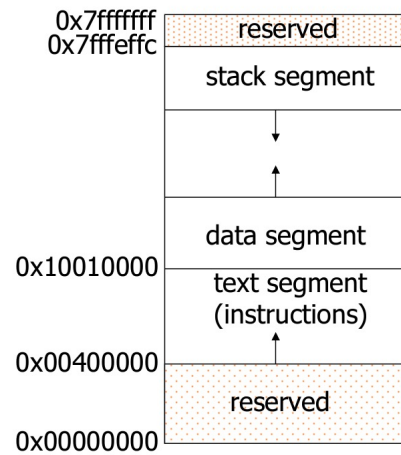 0x7fffffff
reserved
0x7fffeffc
stack segment
data segment
0x10010000
text segment
(instructions)
0x00400000
reserved
0x00000000